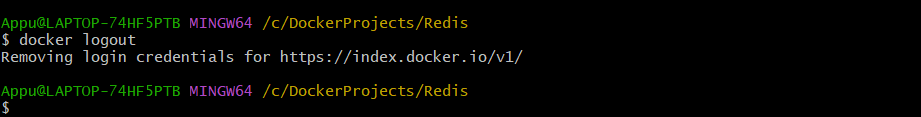 Appu@LAPTOP-74HF5PTB MINGW64 /c/DockerProjects/Redis
$ docker logout
Removing login credentials for https://index.docker.io/v1/
Appu@LAPTOP-74HF5PTB MINGW64 /c/DockerProjects/Redis
$